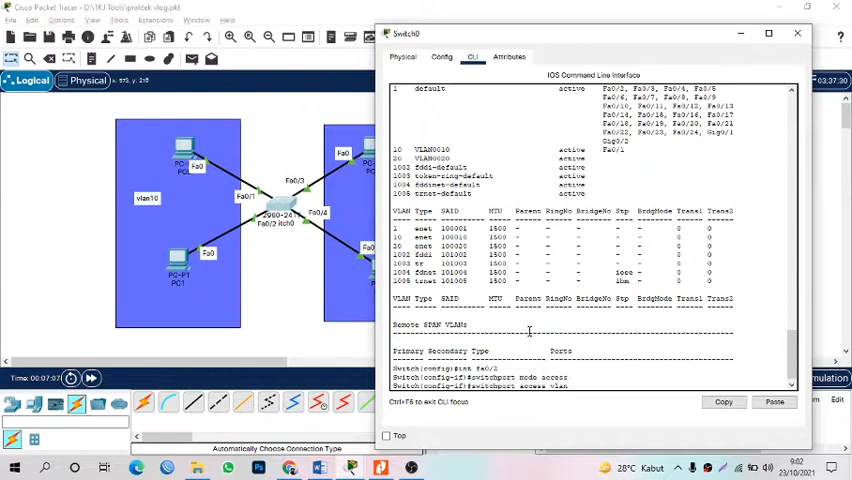 Cisco Packet Tracer - D:\TKJ Tools\praktek vlog.pkt
File Edit Options View Tools Extensions Window Help
Logical
Physical
x: 573, y: 215
03:37:30
vlan10
Fa0
PC-PT
PC1
Fa0
Fa0/1
Fa0/3
Fa0/4
Fa0/2
Fa0
Fa0
Time: 00:07:07
Automatically Choose Connection Type
Switch0
Physical
Config
CLI
Attributes
IOS Command Line Interface
1 default active Fa0/2, Fa0/3, Fa0/4, Fa0/5
Fa0/6, Fa0/7, Fa0/8, Fa0/9
Fa0/10, Fa0/11, Fa0/12, Fa0/13
Fa0/14, Fa0/15, Fa0/16, Fa0/17
Fa0/18, Fa0/19, Fa0/20, Fa0/21
Fa0/22, Fa0/23, Fa0/24, Gig0/1
Gig0/2
10 VLAN0010 active Fa0/1
20 VLAN0020 active
1002 fddi-default active
1003 token-ring-default active
1004 fddinet-default active
1005 trnet-default active
VLAN Type SAID MTU Parent RingNo BridgeNo Stp BrdgMode Trans1 Trans2
1 enet 100001 1500 - - - - - 0 0
10 enet 100010 1500 - - - - - 0 0
20 enet 100020 1500 - - - - - 0 0
1002 fddi 101002 1500 - - - - - 0 0
1003 tr 101003 1500 - - - - - 0 0
1004 fdnet 101004 1500 - - - ieee - 0 0
1005 trnet 101005 1500 - - - ibm - 0 0
VLAN Type SAID MTU Parent RingNo BridgeNo Stp BrdgMode Trans1 Trans2
Remote SPAN VLANs
Primary Secondary Type Ports
Switch(config)#int fa0/2
Switch(config-if)#switchport mode access
Switch(config-if)#switchport access vlan
Ctrl+F6 to exit CLI focus
Copy
Paste
Top
28°C Kabut
9:02
23/10/2021